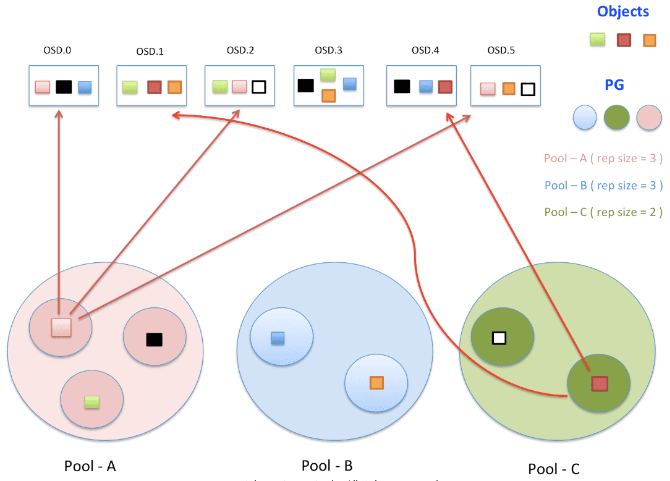 Objects
OSD.0 OSD.1 OSD.2 OSD.3 OSD.4 OSD.5
PG
Pool – A ( rep size = 3 )
Pool – B ( rep size = 3 )
Pool – C ( rep size = 2 )
Pool - A Pool - B Pool - C